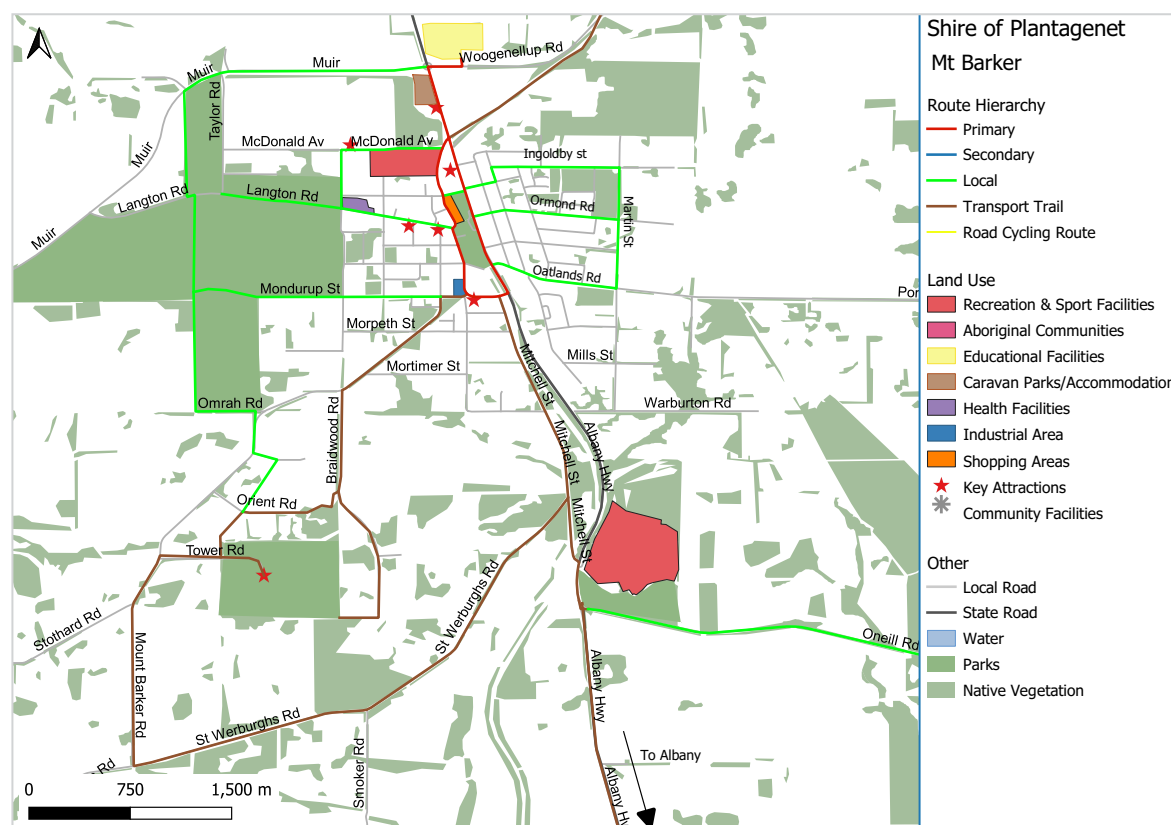 Shire of Plantagenet
Mt Barker
Route Hierarchy
Primary
Secondary
Local
Transport Trail
Road Cycling Route
Land Use
Recreation & Sport Facilities
Aboriginal Communities
Educational Facilities
Caravan Parks/Accommodation
Health Facilities
Industrial Area
Shopping Areas
Key Attractions
Community Facilities
Other
Local Road
State Road
Water
Parks
Native Vegetation
Woogenellup Rd
Muir
Muir
Taylor Rd
McDonald Av
McDonald Av
Muir
Ingoldby st
Langton Rd
Langton Rd
Ormond Rd
Martin St
Muir
Oatlands Rd
Mondurup St
Por
Morpeth St
Mills St
Mortimer St
Mitchell St
Omrah Rd
Warburton Rd
Braidwood Rd
Mitchell St
Albany Hwy
Orient Rd
Mitchell St
Tower Rd
St Werburghs Rd
Stothard Rd
Oneill Rd
Mount Barker Rd
Albany Hwy
St Werburghs Rd
To Albany
Smoker Rd
Rd
Albany Hw
0 750 1,500 m